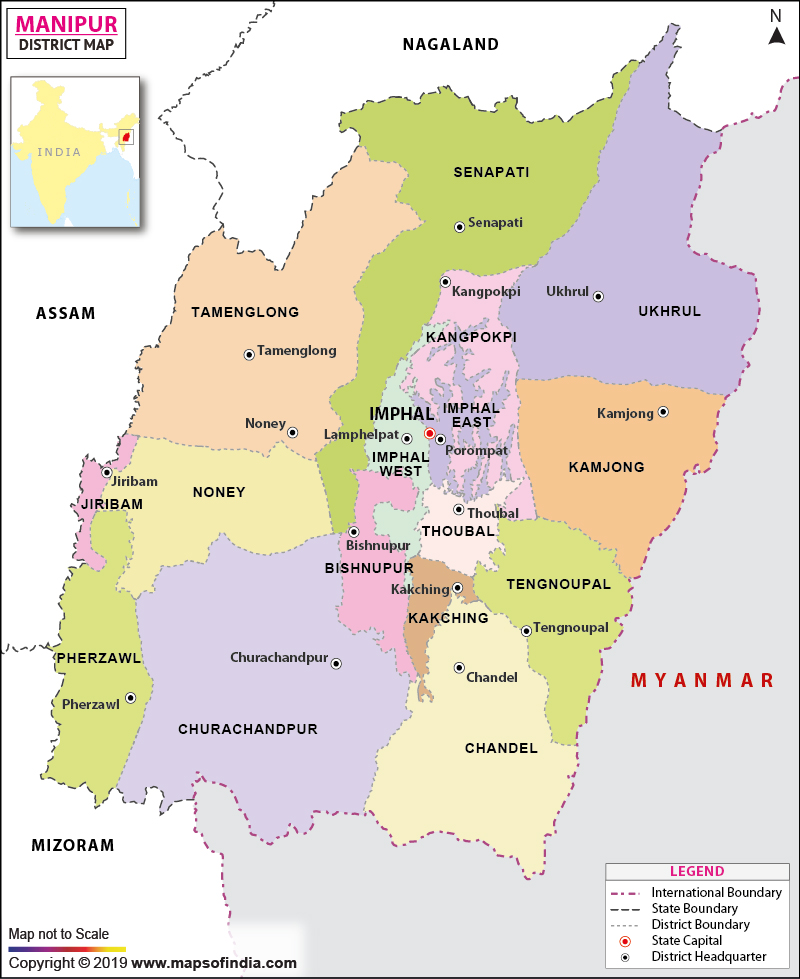 MANIPUR
DISTRICT MAP
N
NAGALAND
INDIA
SENAPATI
Senapati
Kangpokpi
Ukhrul
ASSAM
TAMENGLONG
UKHRUL
KANGPOKPI
Tamenglong
IMPHAL
IMPHAL
EAST
Kamjong
Noney
Lamphelpat
Porompat
IMPHAL
WEST
KAMJONG
Jiribam
NONEY
JIRIBAM
Thoubal
THOUBAL
Bishnupur
BISHNUPUR
TENGNOUPAL
Kakching
KAKCHING
Tengnoupal
PHERZAWL
Churachandpur
Chandel
MYANMAR
Pherzawl
CHURACHANDPUR
CHANDEL
MIZORAM
LEGEND
International Boundary
State Boundary
District Boundary
State Capital
District Headquarter
Map not to Scale
Copyright © 2019 www.mapsofindia.com